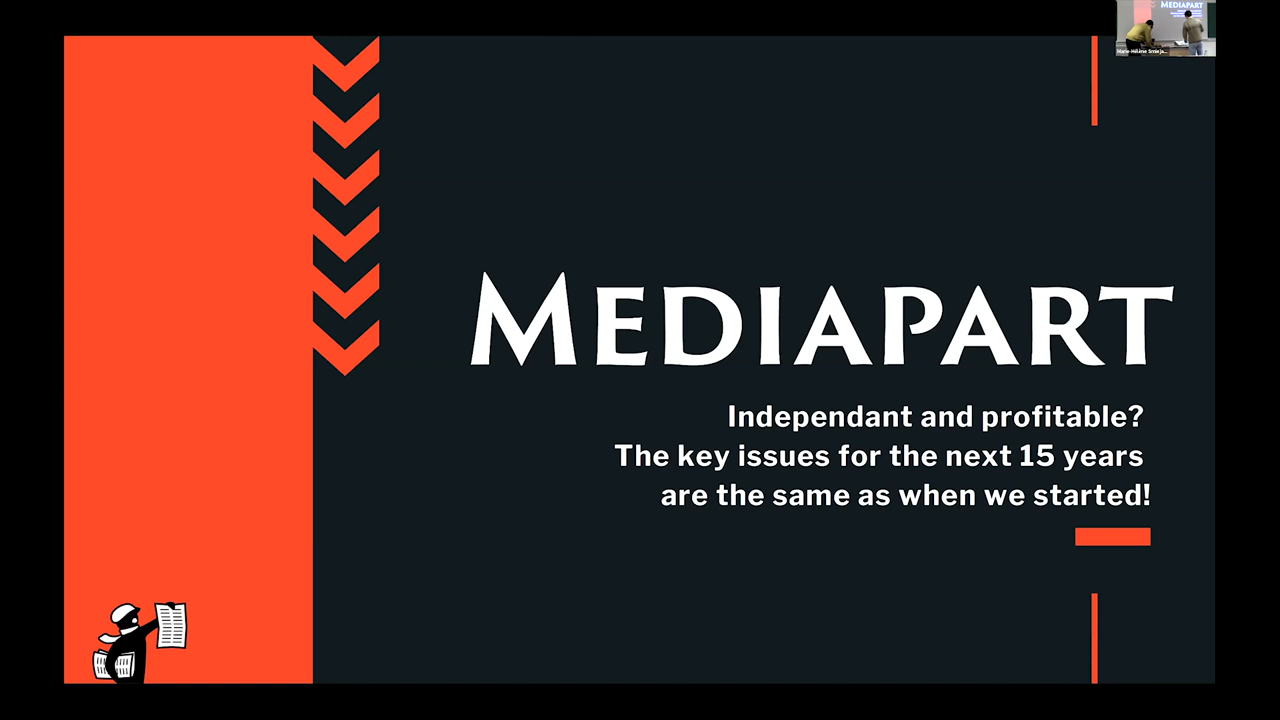 MEDIAPART
Independant and profitable?
The key issues for the next 15 years
are the same as when we started!
MEDIAPART